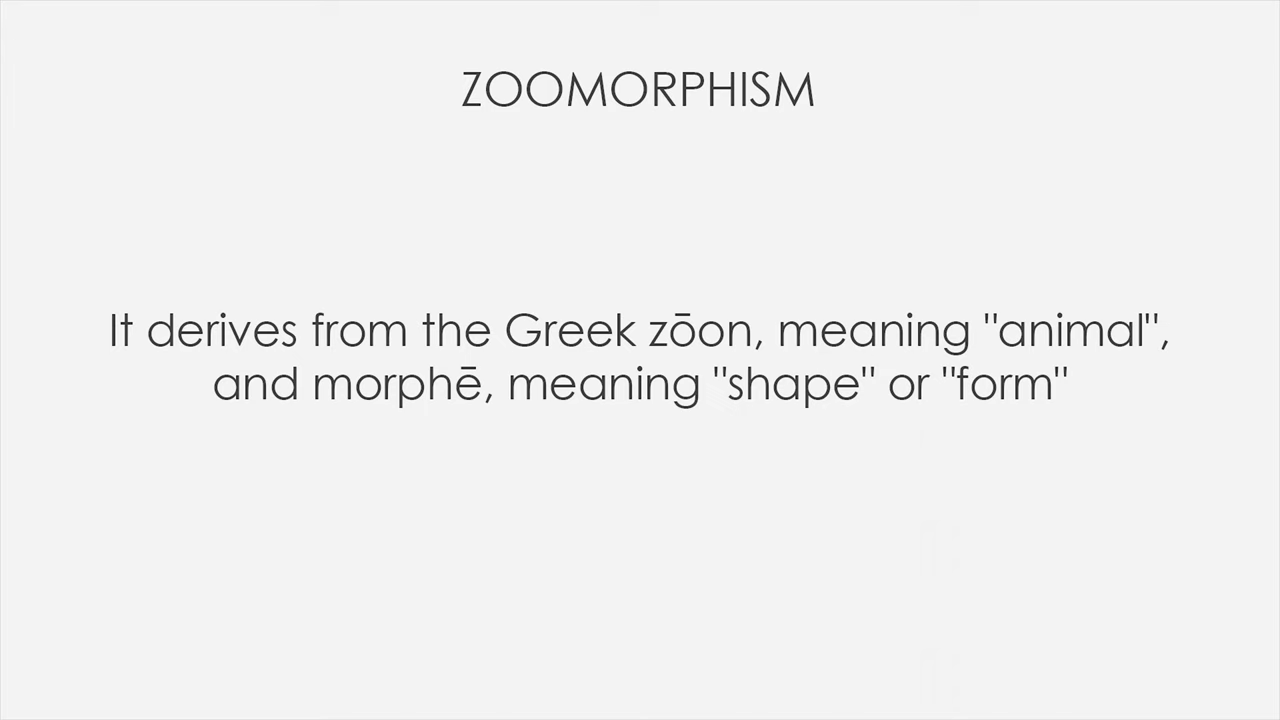 ZOOMORPHISM
It derives from the Greek zōon, meaning "animal",
and morphē, meaning "shape" or "form"